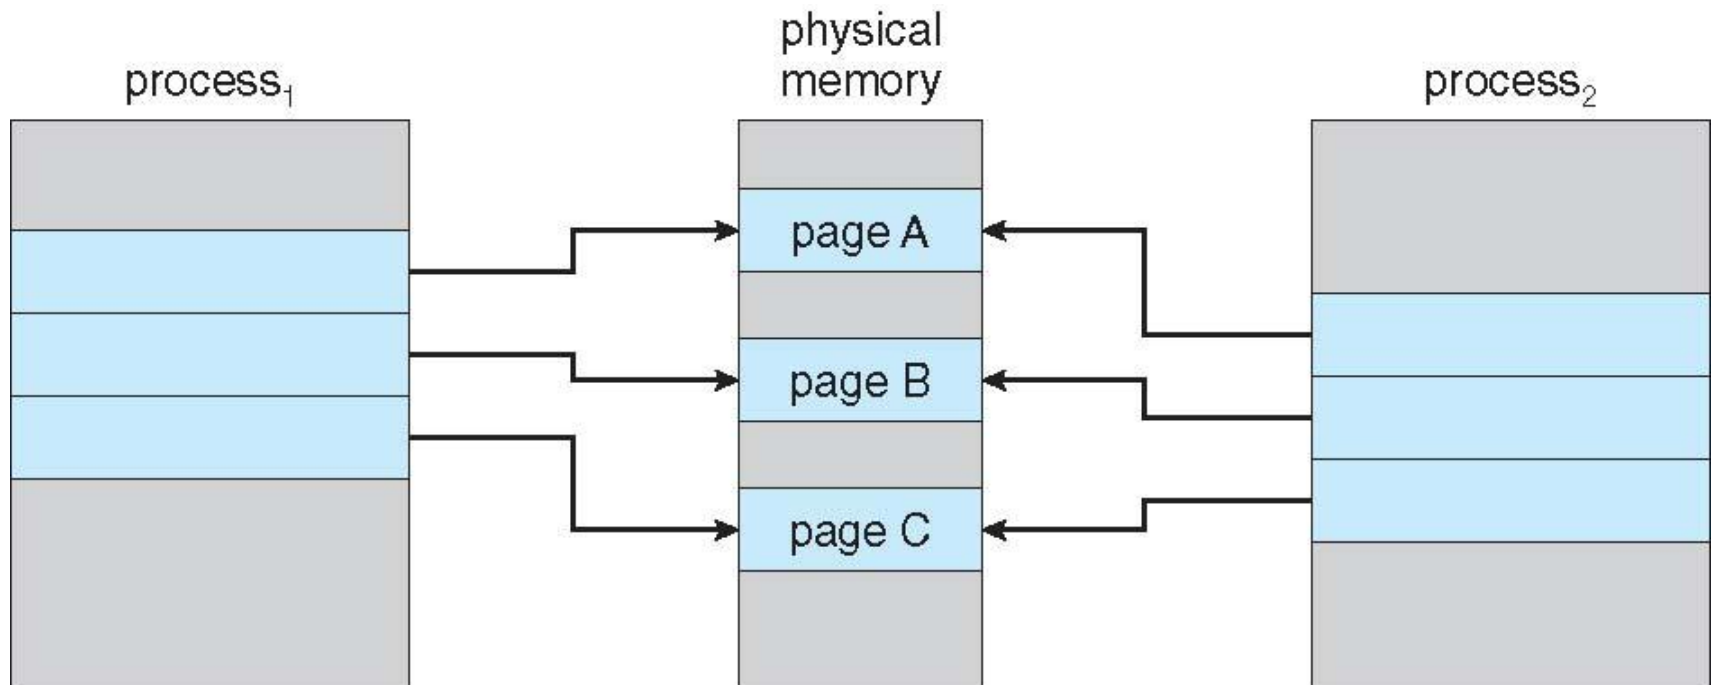 process₁
physical
memory
process₂
page A
page B
page C